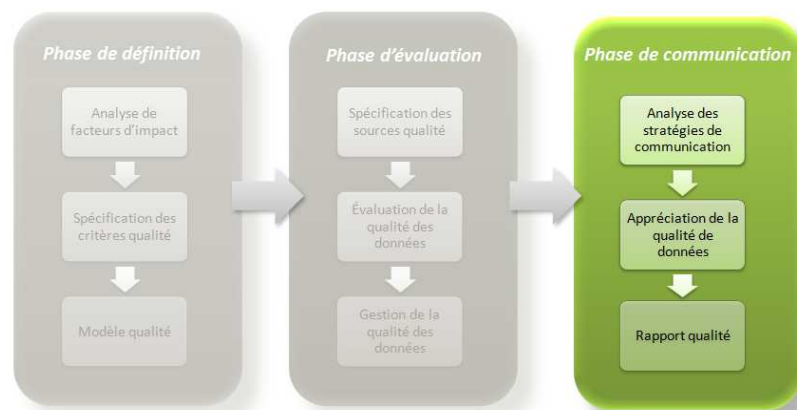 Phase de définition
Analyse de
facteurs d'impact
Spécification des
critères qualité
Modèle qualité
Phase d'évaluation
Spécification des
sources qualité
Évaluation de la
qualité des
données
Gestion de la
qualité des
données
Phase de communication
Analyse des
stratégies de
communication
Appréciation de la
qualité de
données
Rapport qualité